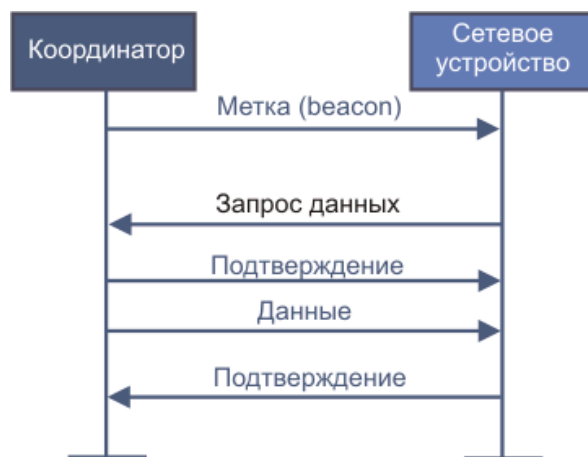 Координатор
Сетевое
устройство
Метка (beacon)
Запрос данных
Подтверждение
Данные
Подтверждение